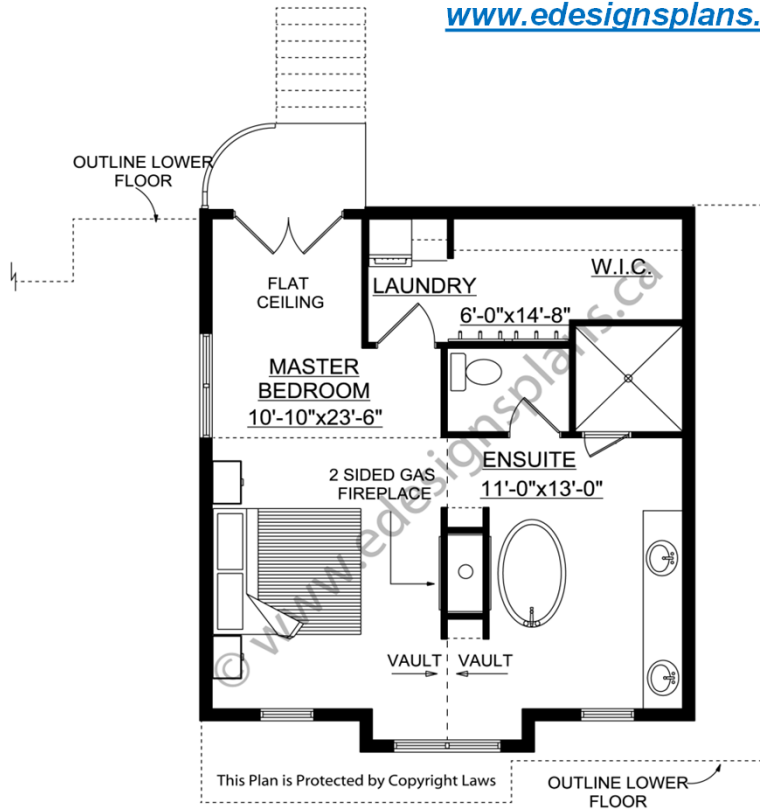 www.edesignsplans.
OUTLINE LOWER
FLOOR
FLAT
CEILING
LAUNDRY
W.I.C.
6'-0"x14'-8"
MASTER
BEDROOM
10'-10"x23'-6"
ENSUITE
11'-0"x13'-0"
2 SIDED GAS
FIREPLACE
VAULT VAULT
© www.edesignsplans.ca
This Plan is Protected by Copyright Laws
OUTLINE LOWER
FLOOR